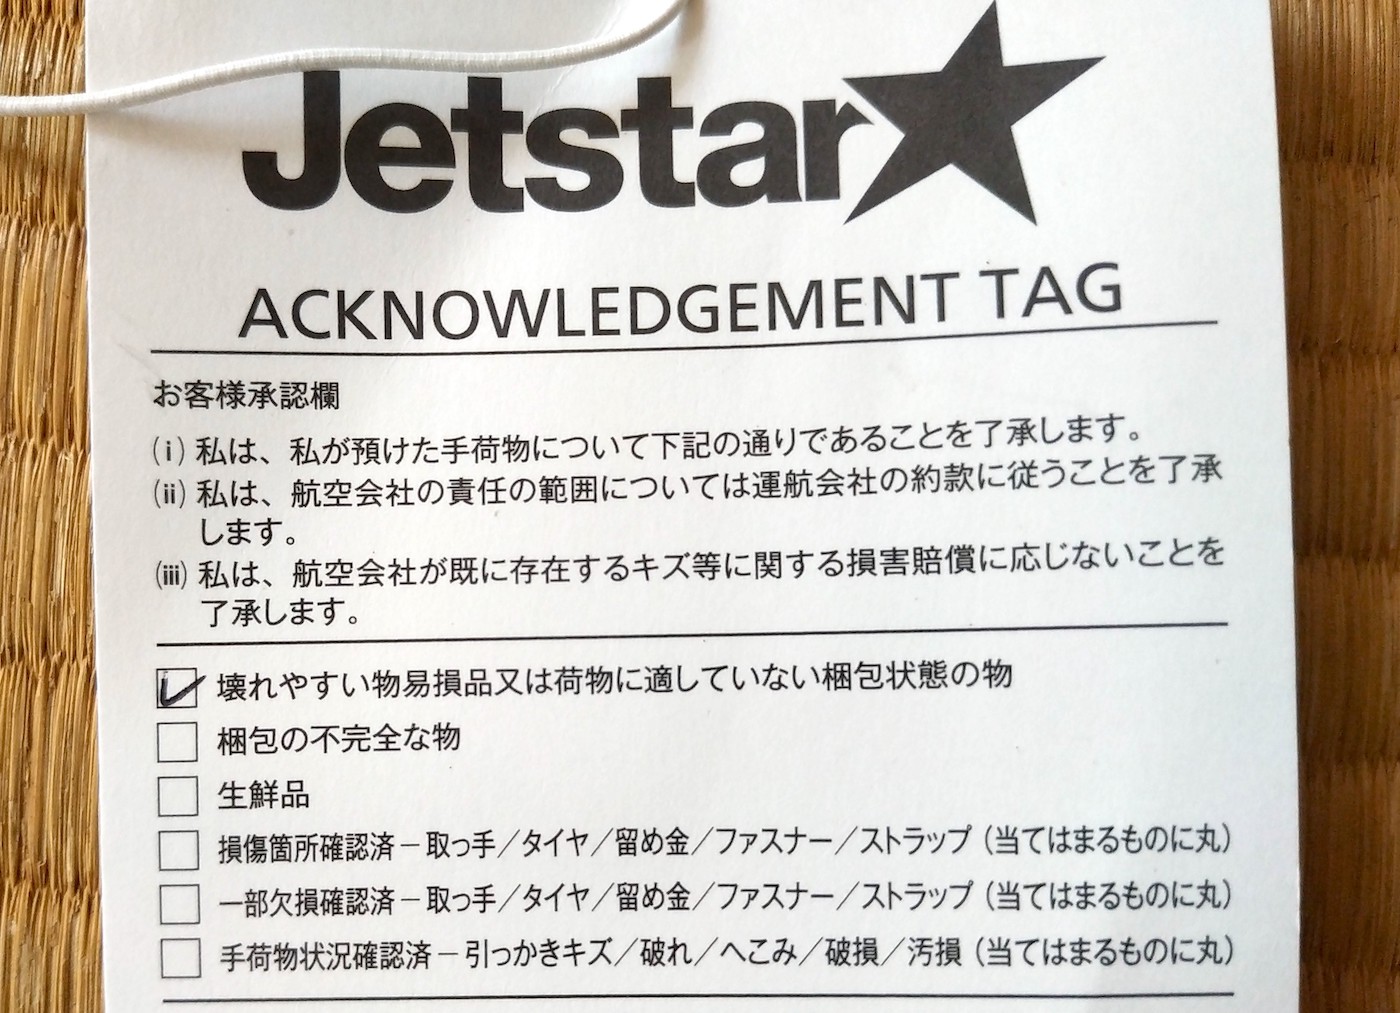 Jetstar
ACKNOWLEDGEMENT TAG
お客様承認欄
(ⅰ) 私は、私が預けた手荷物について下記の通りであることを了承します。
(ⅱ) 私は、航空会社の責任の範囲については運航会社の約款に従うことを了承
します。
(ⅲ) 私は、航空会社が既に存在するキズ等に関する損害賠償に応じないことを
了承します。
壊れやすい物易損品又は荷物に適していない梱包状態の物
梱包の不完全な物
生鮮品
損傷箇所確認済－取っ手／タイヤ／留め金／ファスナー／ストラップ（当てはまるものに丸）
一部欠損確認済－取っ手／タイヤ／留め金／ファスナー／ストラップ（当てはまるものに丸）
手荷物状況確認済－引っかきキズ／破れ／へこみ／破損／汚損（当てはまるものに丸）